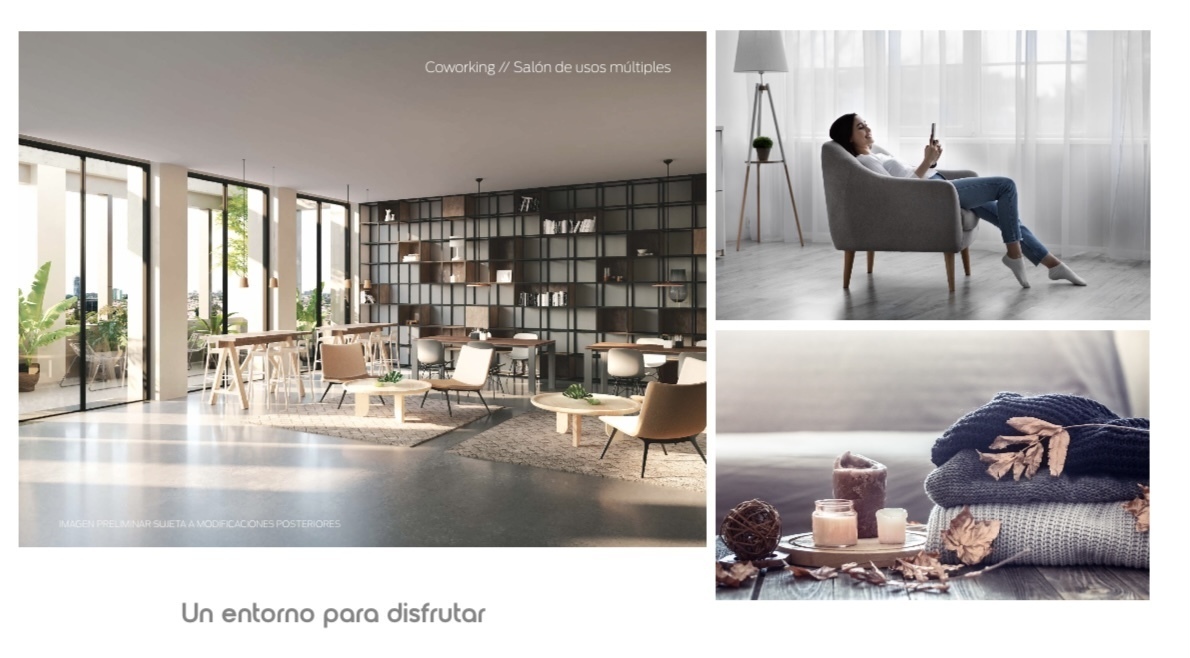 Coworking // Salón de usos múltiples
IMAGEN PRELIMINAR SUJETA A MODIFICACIONES POSTERIORES
Un entorno para disfrutar